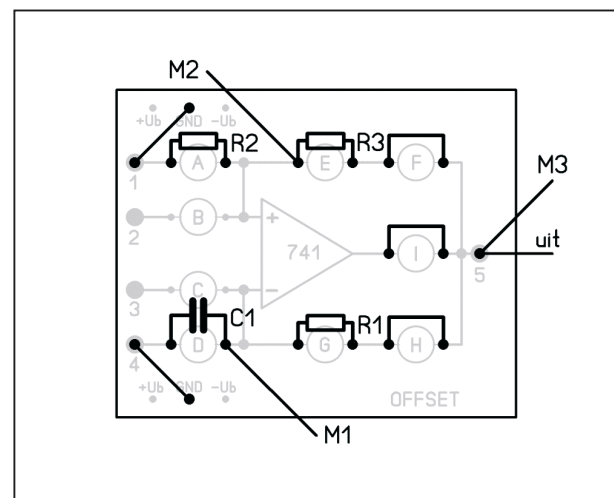 M2
+Ub GND -Ub
R2 R3
A E F
1
M3
B + 741 I uit
2 5
C -
3
C1 R1
D G H
4
+Ub GND -Ub
OFFSET
M1